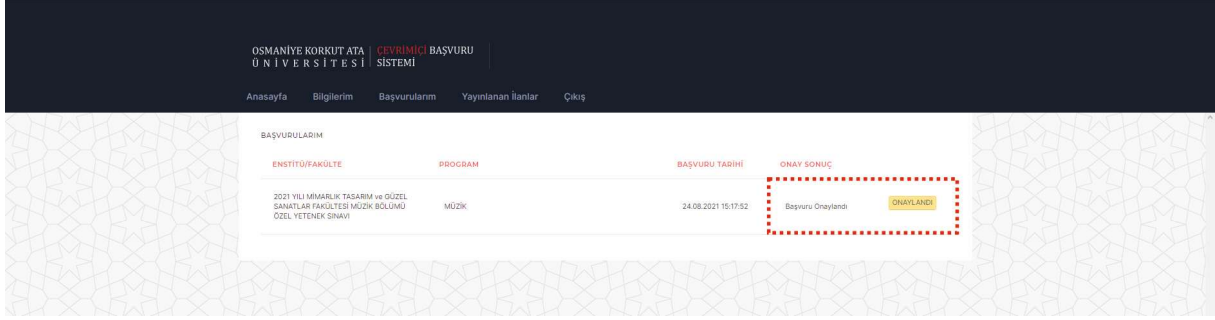 OSMANİYE KORKUT ATA
ÜNİVERSİTESİ
ÇEVRİMİÇİ BAŞVURU
SİSTEMİ
Anasayfa Bilgilerim Başvurularım Yayınlanan İlanlar Çıkış
BAŞVURULARIM
ENSTİTÜ/FAKÜLTE PROGRAM BAŞVURU TARİHİ ONAY SONUÇ
2021 YILI MİMARLIK TASARIM ve GÜZEL
SANATLAR FAKÜLTESİ MÜZİK BÖLÜMÜ
ÖZEL YETENEK SINAVI
MÜZİK
24.08.2021 15:17:52
Başvuru Onaylandı
ONAYLANDI